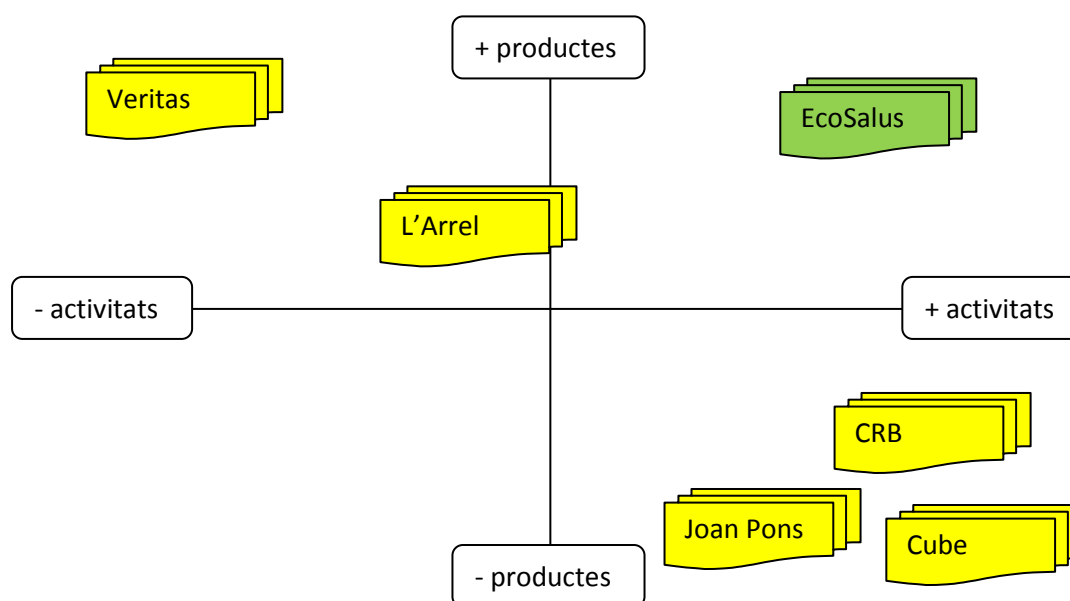 + productes
Veritas
EcoSalus
L’Arrel
- activitats
+ activitats
CRB
Joan Pons
Cube
- productes